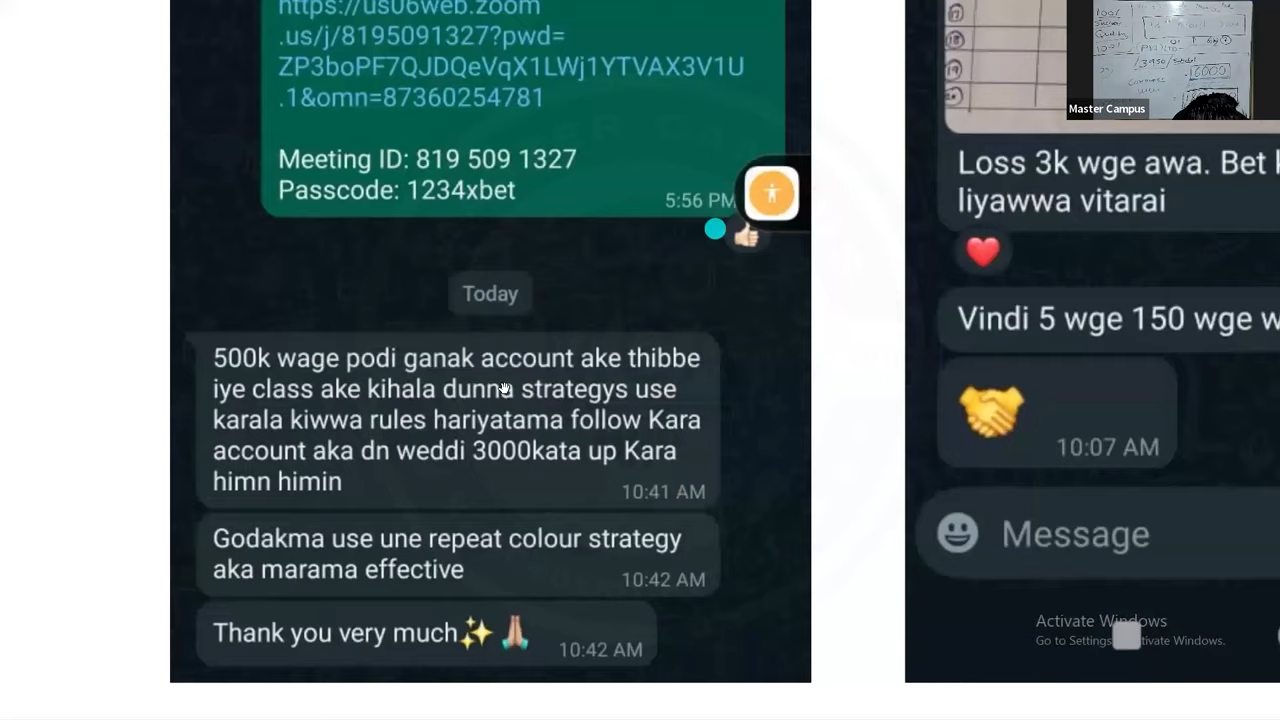 https://us06web.zoom
.us/j/8195091327?pwd=
ZP3boPF7QJDQeVqX1LWj1YTVAX3V1U
.1&omn=87360254781
Meeting ID: 819 509 1327
Passcode: 1234xbet
5:56 PM
Today
500k wage podi ganak account ake thibbe
iye class ake kihala dunna strategys use
karala kiwwa rules hariyatama follow Kara
account aka dn weddi 3000kata up Kara
himn himin
10:41 AM
Godakma use une repeat colour strategy
aka marama effective
10:42 AM
Thank you very much
10:42 AM
17
18
19
Master Campus
Loss 3k wge awa. Bet
liyawwa vitarai
Vindi 5 wge 150 wge
10:07 AM
Message
Activate Windows
Go to Settings Activate Windows.